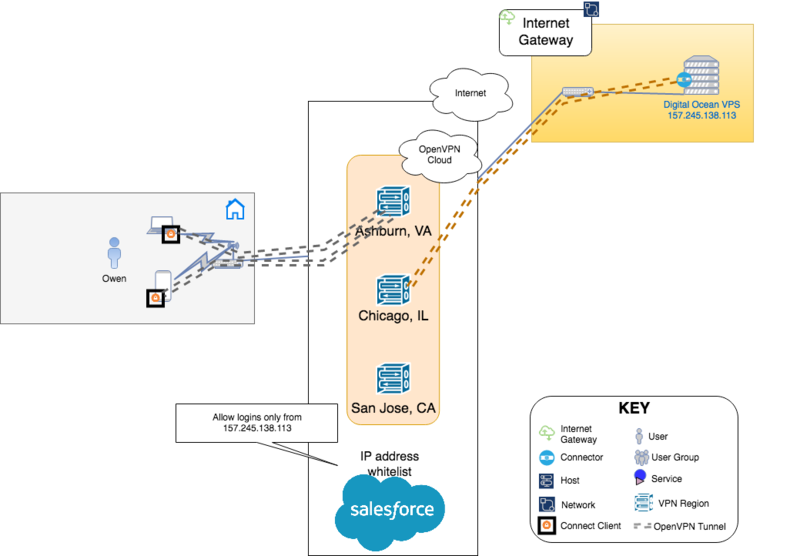 Internet
Gateway
Digital Ocean VPS
157.245.138.113
Internet
OpenVPN
Cloud
Ashburn, VA
Owen
Chicago, IL
San Jose, CA
Allow logins only from
157.245.138.113
IP address
whitelist
salesforce
KEY
Internet
Gateway
User
Connector
User Group
Host
Service
Network
VPN Region
Connect Client
OpenVPN Tunnel